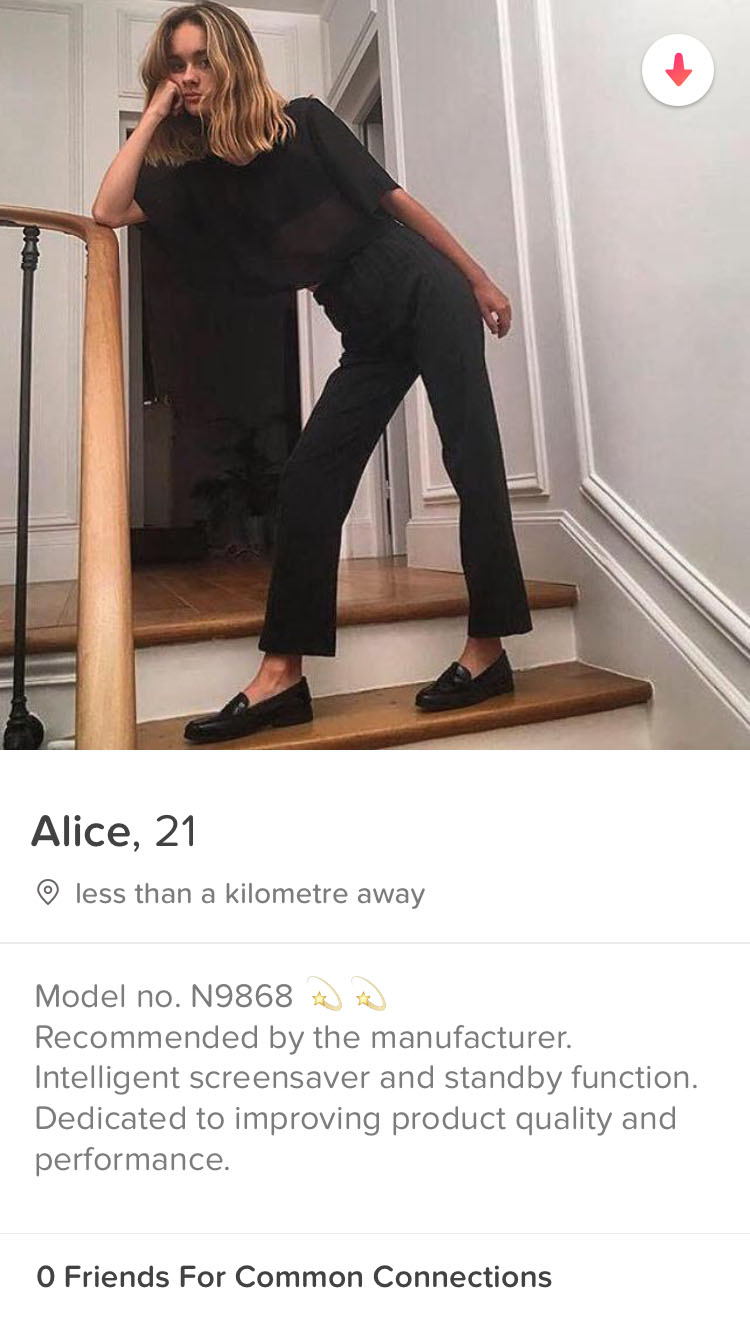 Alice, 21
less than a kilometre away
Model no. N9868 💫 💫
Recommended by the manufacturer.
Intelligent screensaver and standby function.
Dedicated to improving product quality and
performance.
0 Friends For Common Connections